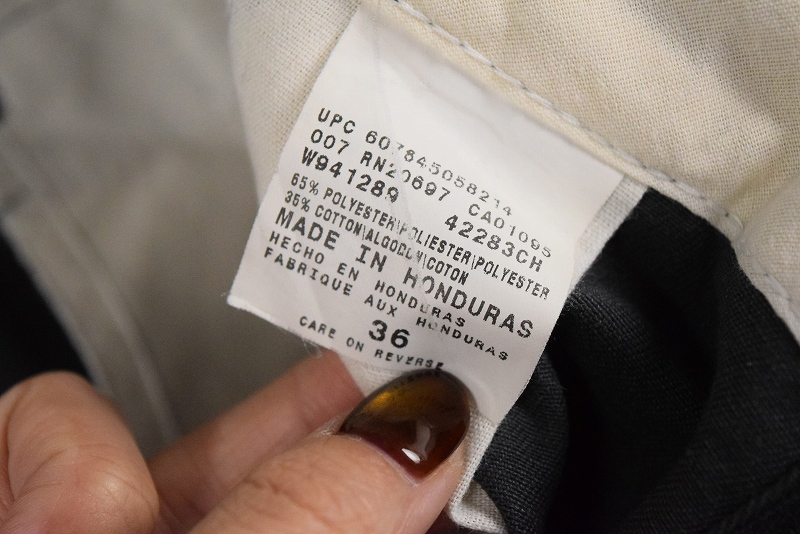 UPC 607845058214
007 RN20697 CA01095
W941289 42283CH
65% POLYESTER\POLIESTER\POLYESTER
35% COTTON\ALGODON\COTON
MADE IN HONDURAS
HECHO EN HONDURAS
FABRIQUE AUX HONDURAS
36
CARE ON REVERSE